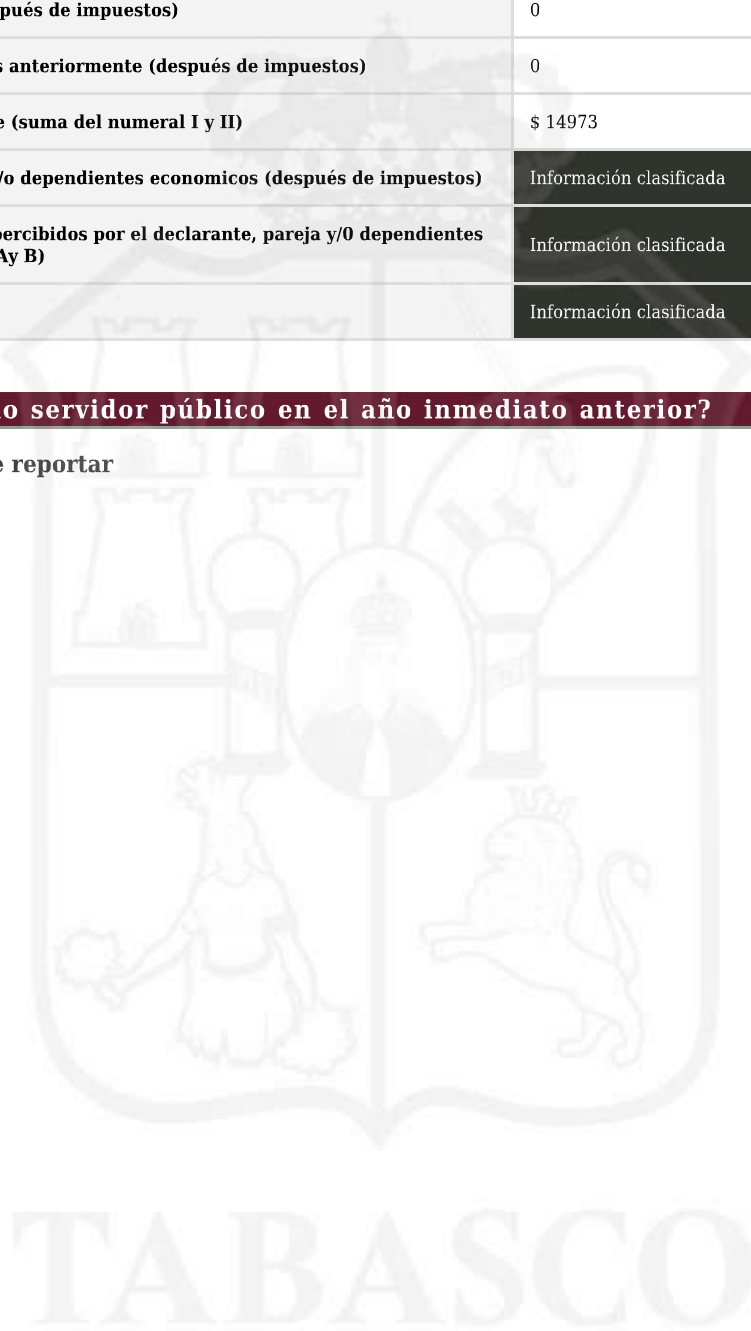 pués de impuestos)
0
s anteriormente (después de impuestos)
0
e (suma del numeral I y II)
$ 14973
/o dependientes economicos (después de impuestos)
Información clasificada
percibidos por el declarante, pareja y/0 dependientes
Ay B)
Información clasificada
Información clasificada
o servidor público en el año inmediato anterior?
e reportar
TABASCO